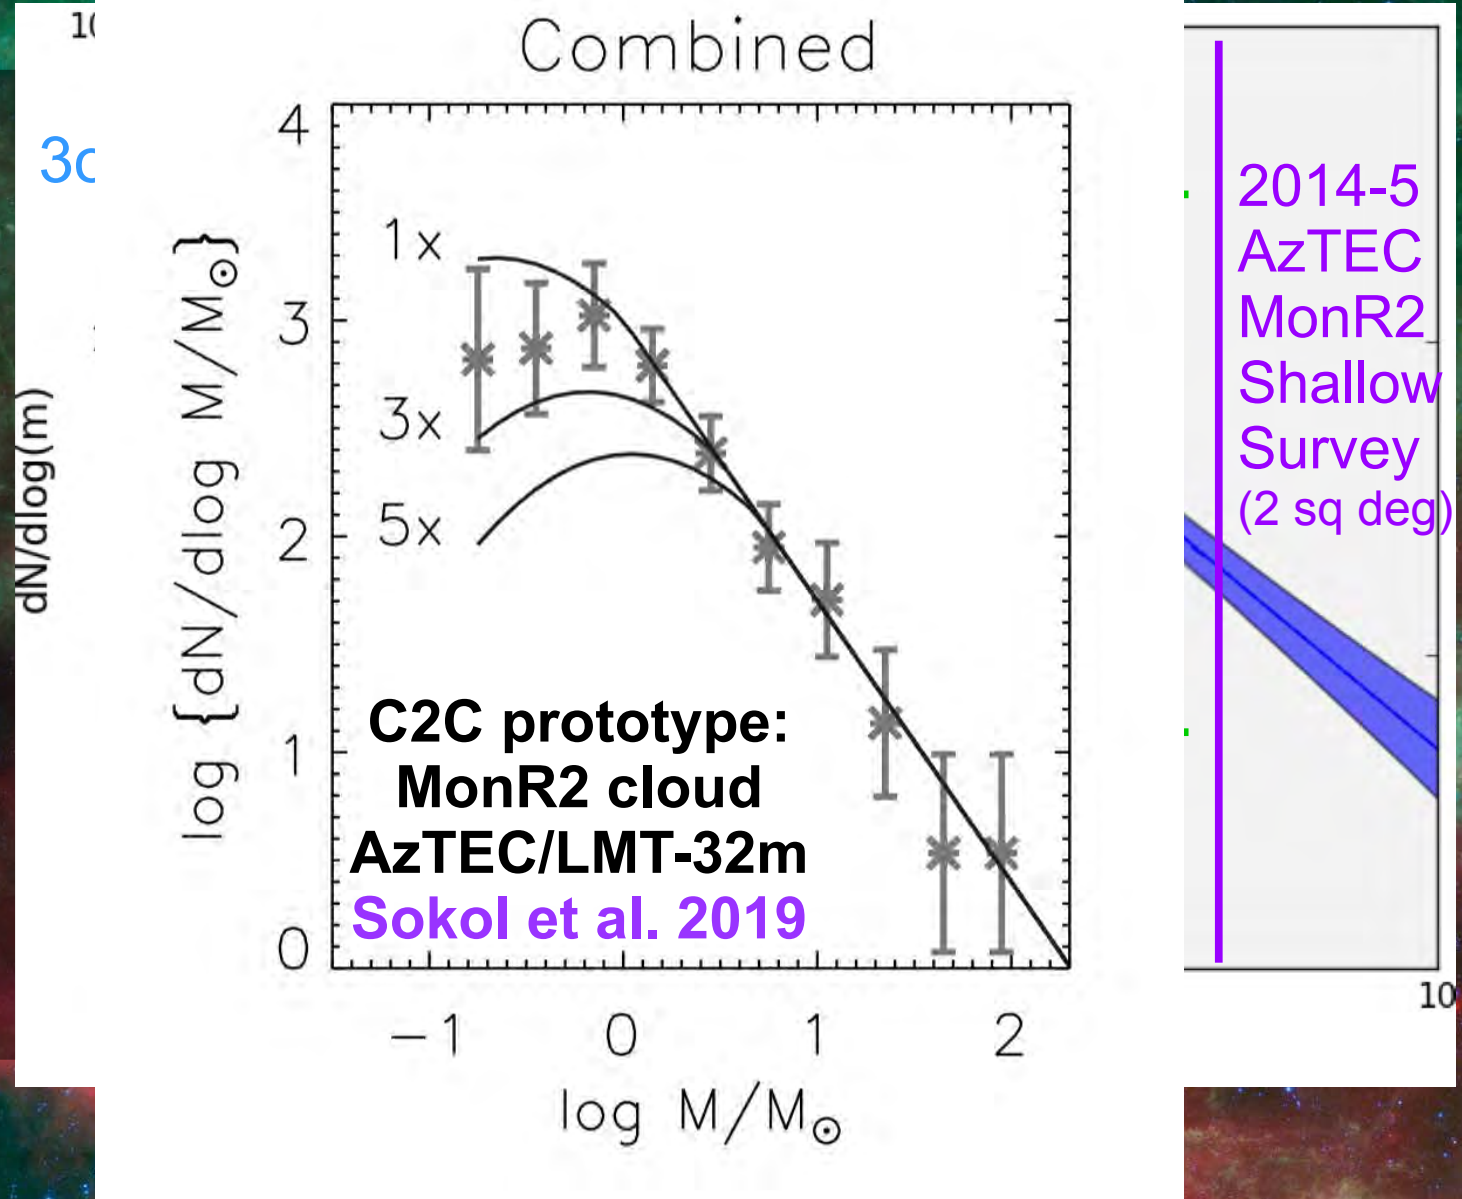 Combined
4
3
2
1
0
1x
3x
5x
log {dN/dlog M/M⊙}
C2C prototype:
MonR2 cloud
AzTEC/LMT-32m
Sokol et al. 2019
−1 0 1 2
log M/M⊙
dN/dlog(m)
2014-5
AzTEC
MonR2
Shallow
Survey
(2 sq deg)
10